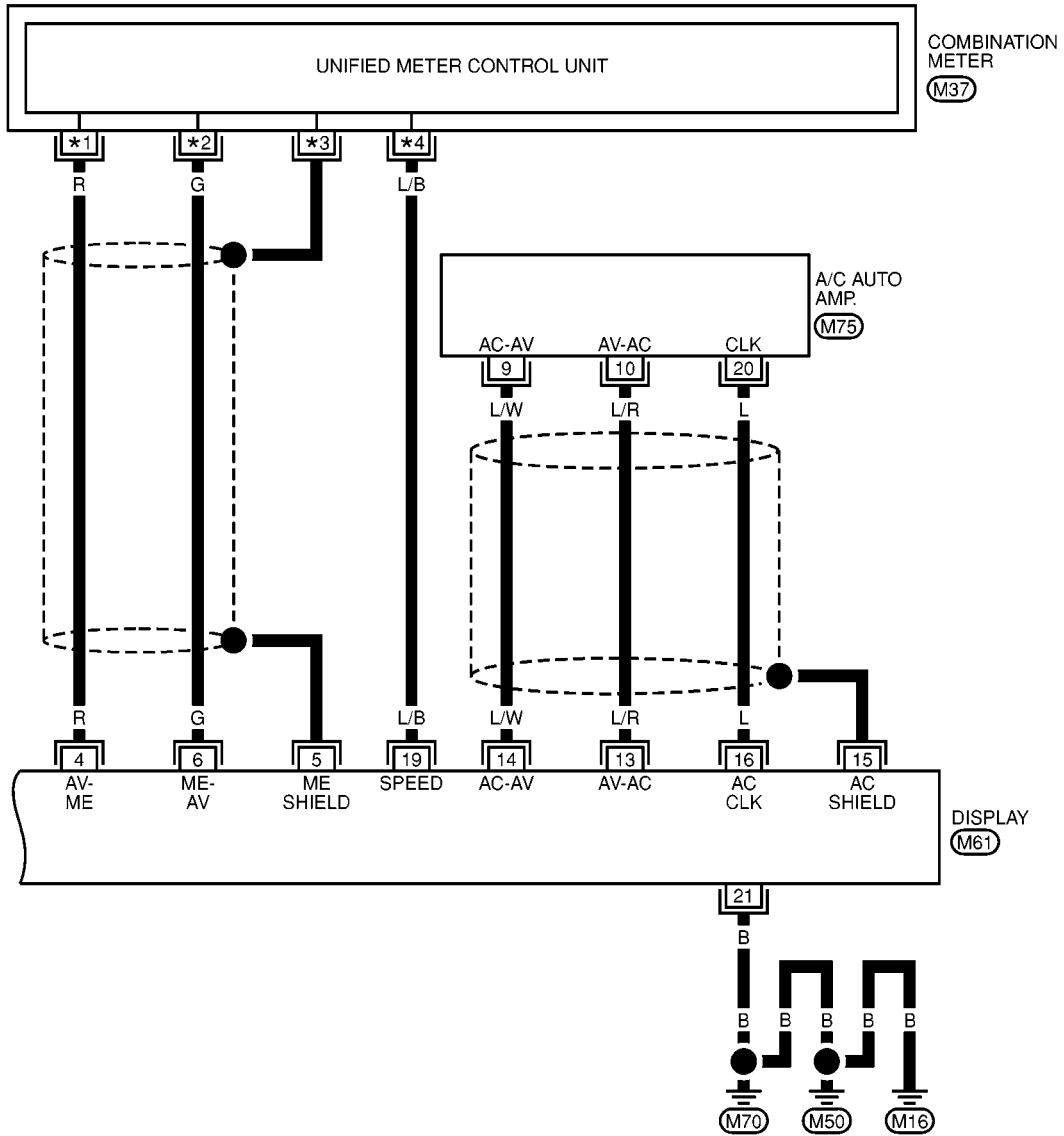 UNIFIED METER CONTROL UNIT
COMBINATION
METER
M37
*1 *2 *3 *4
R G L/B
A/C AUTO
AMP.
M75
AC-AV AV-AC CLK
9 10 20
L/W L/R L
R G L/B L/W L/R L
4 6 5 19 14 13 16 15
AV-
ME
ME-
AV
ME
SHIELD
SPEED
AC-AV
AV-AC
AC
CLK
AC
SHIELD
DISPLAY
M61
21
B
B B B B B
M70 M50 M16